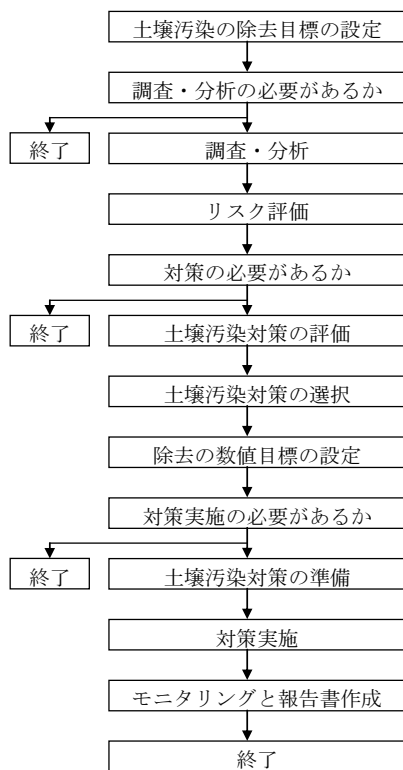 土壌汚染の除去目標の設定
調査・分析の必要があるか
終了
調査・分析
リスク評価
対策の必要があるか
終了
土壌汚染対策の評価
土壌汚染対策の選択
除去の数値目標の設定
対策実施の必要があるか
終了
土壌汚染対策の準備
対策実施
モニタリングと報告書作成
終了